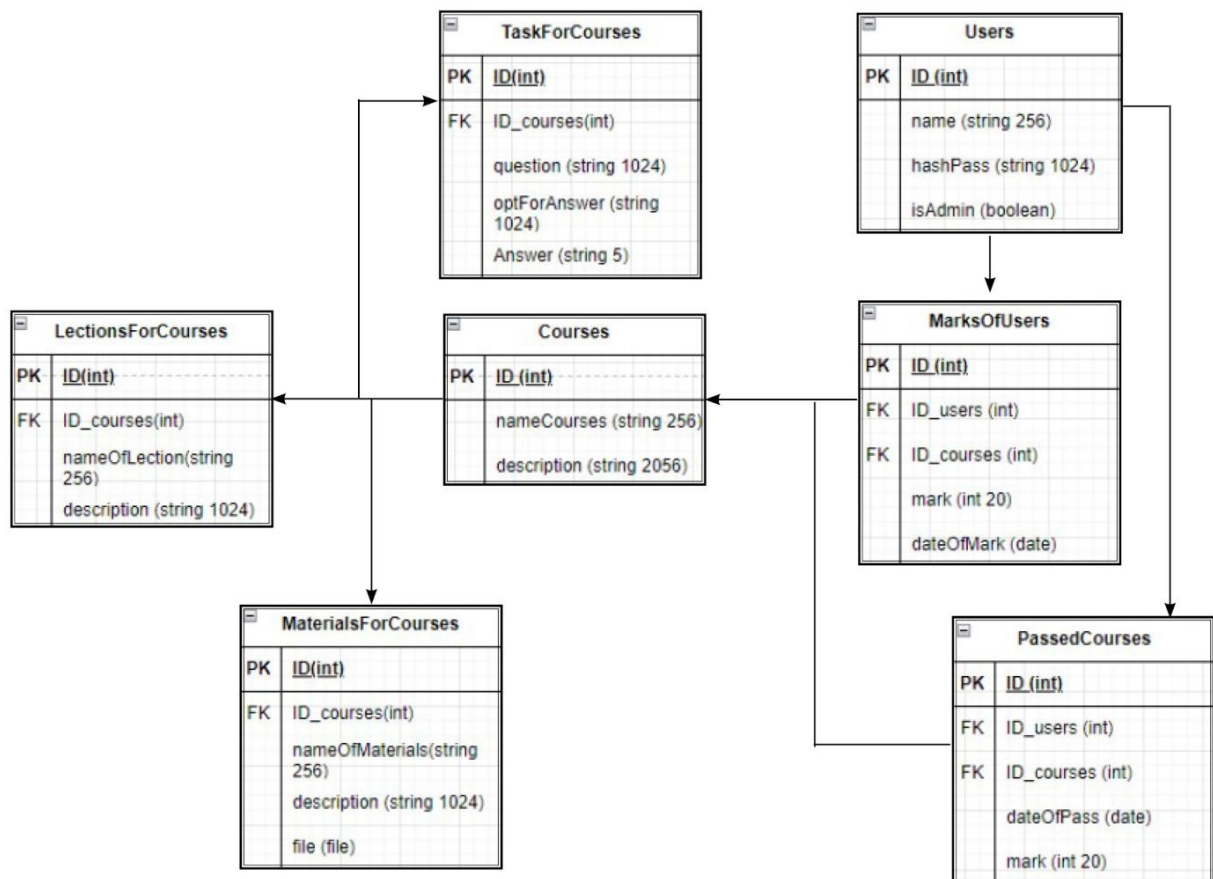 TaskForCourses
PK ID(int)
FK ID_courses(int)
question (string 1024)
optForAnswer (string
1024)
Answer (string 5)
Users
PK ID (int)
name (string 256)
hashPass (string 1024)
isAdmin (boolean)
LectionsForCourses
PK ID(int)
FK ID_courses(int)
nameOfLection(string
256)
description (string 1024)
Courses
PK ID (int)
nameCourses (string 256)
description (string 2056)
MarksOfUsers
PK ID (int)
FK ID_users (int)
FK ID_courses (int)
mark (int 20)
dateOfMark (date)
MaterialsForCourses
PK ID(int)
FK ID_courses(int)
nameOfMaterials(string
256)
description (string 1024)
file (file)
PassedCourses
PK ID (int)
FK ID_users (int)
FK ID_courses (int)
dateOfPass (date)
mark (int 20)